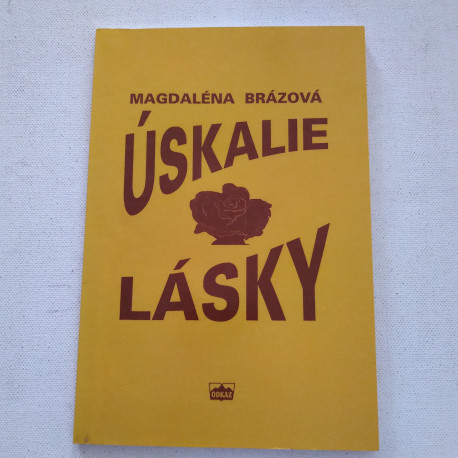 MAGDALÉNA BRÁZOVÁ
ÚSKALIE
LÁSKY
ODKAZ